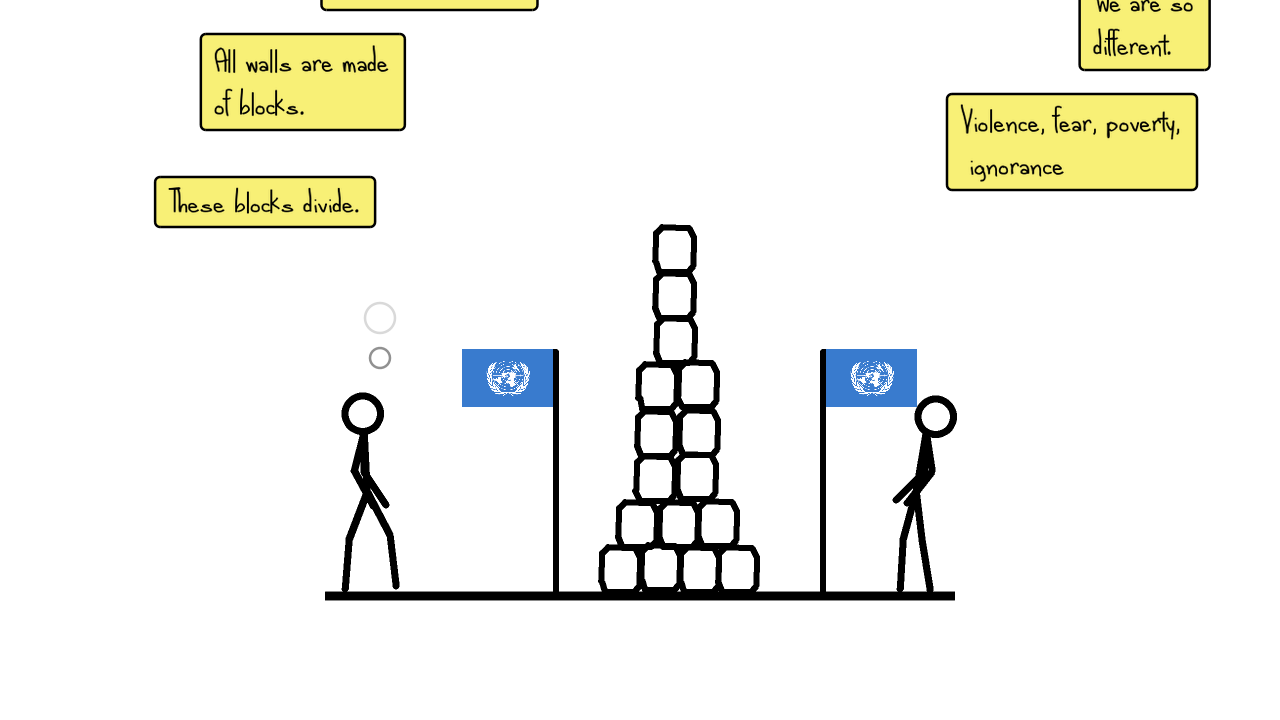 All walls are made
of blocks.
These blocks divide.
We are so
different.
Violence, fear, poverty,
ignorance